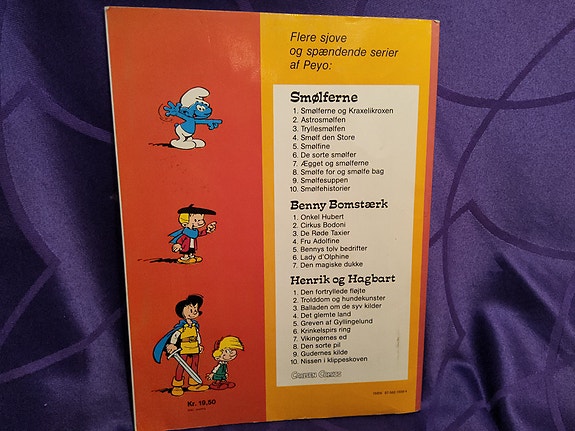 Flere sjove
og spændende serier
af Peyo:
Smølferne
1. Smølferne og Kraxelikroxen
2. Astrosmølfen
3. Tryllesmølfen
4. Smølf den Store
5. Smølfine
6. De sorte smølfer
7. Ægget og smølferne
8. Smølfe for og smølfe bag
9. Smølfesuppen
10. Smølfehistorier
Benny Bomstærk
1. Onkel Hubert
2. Cirkus Bodoni
3. De Røde Taxier
4. Fru Adolfine
5. Bennys tolv bedrifter
6. Lady d'Olphine
7. Den magiske dukke
Henrik og Hagbart
1. Den fortryllede fløjte
2. Trolddom og hundekunster
3. Balladen om de syv kilder
4. Det glemte land
5. Greven af Gyllingelund
6. Krinkelspirs ring
7. Vikingernes ed
8. Den sorte pil
9. Gudernes kilde
10. Nissen i klippeskoven
Carlsen Comics
Kr. 19,50
ISBN